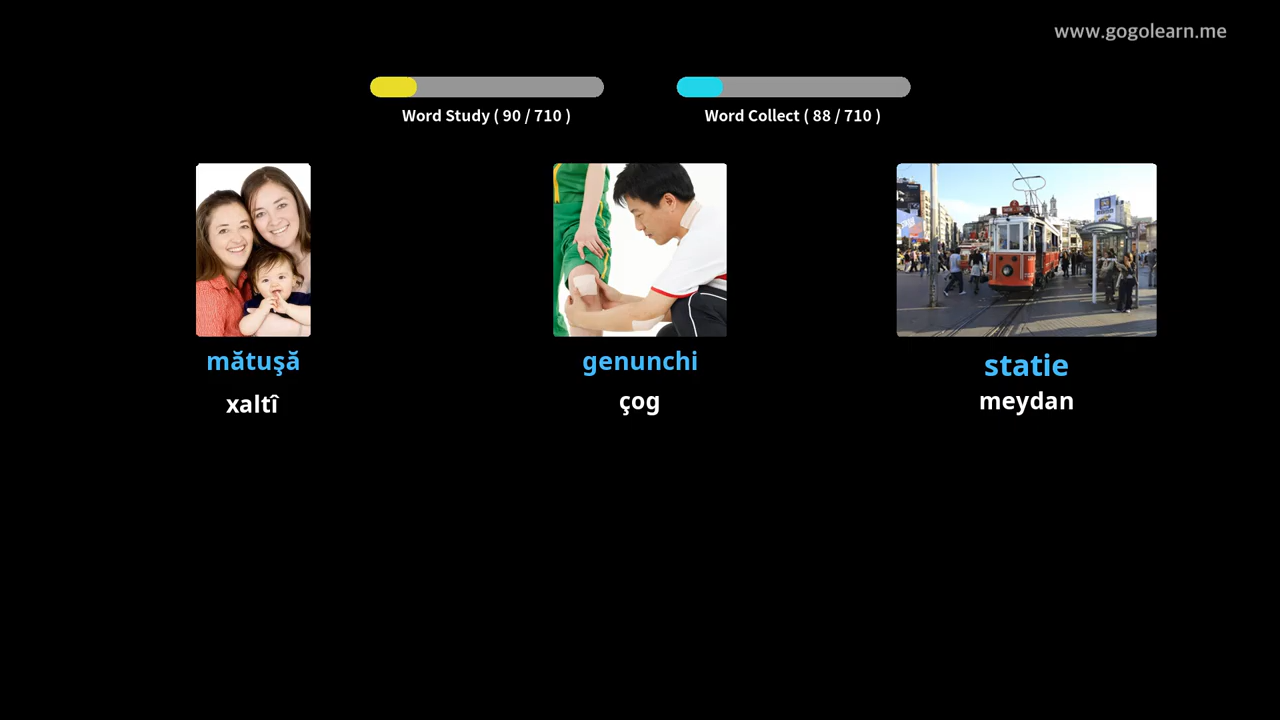 www.gogolearn.me
Word Study ( 90 / 710 )
Word Collect ( 88 / 710 )
mătuşă
genunchi
statie
xaltî
çog
meydan